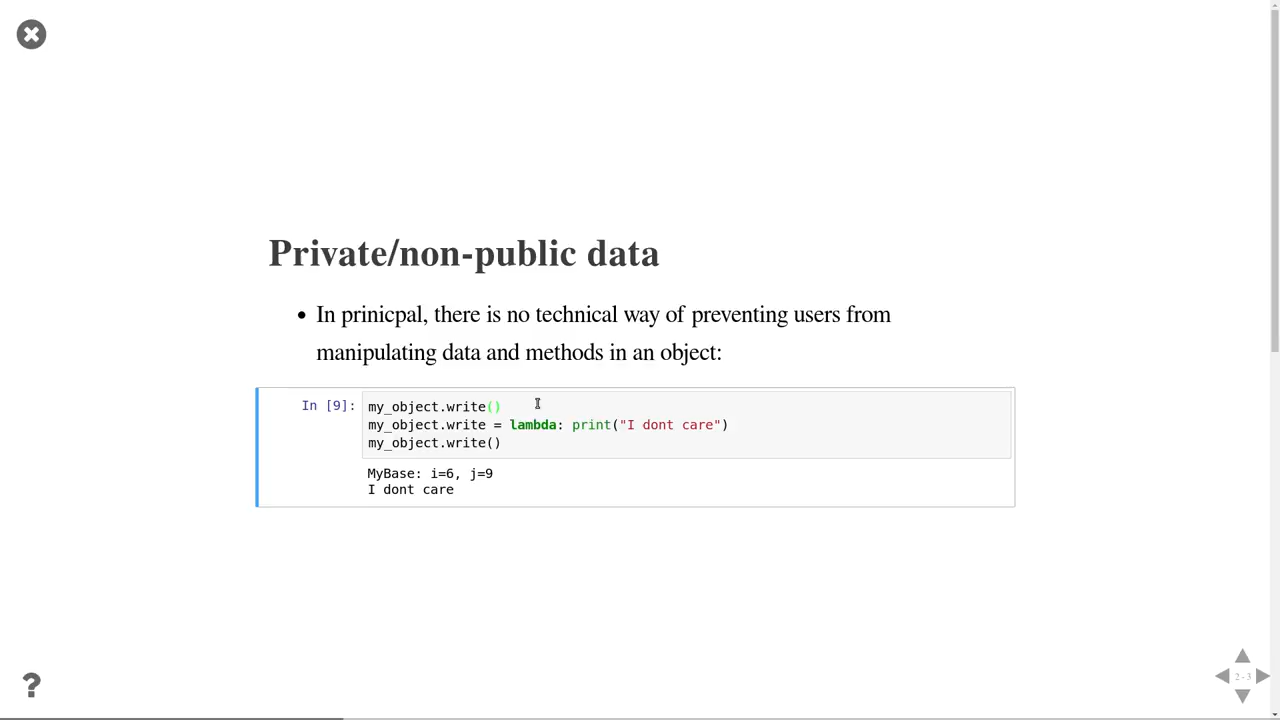 Private/non-public data
• In prinicpal, there is no technical way of preventing users from
manipulating data and methods in an object:
In [9]: my_object.write()
my_object.write = lambda: print("I dont care")
my_object.write()
MyBase: i=6, j=9
I dont care
?
2-3